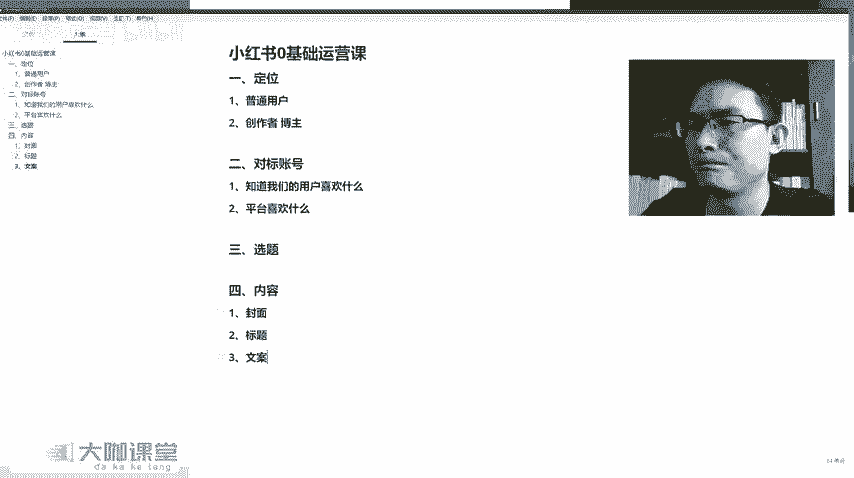 小红书0基础运营课
一、定位
1、普通用户
2、创作者 博主
二、对标账号
1、知道我们的用户喜欢什么
2、平台喜欢什么
三、选题
四、内容
1、封面
2、标题
3、文案
小红书0基础运营课
一、定位
1、普通用户
2、创作者 博主
二、对标账号
1、知道我们的用户喜欢什么
2、平台喜欢什么
三、选题
四、内容
1、封面
2、标题
3、文案
大咖课堂
da ka ke tang